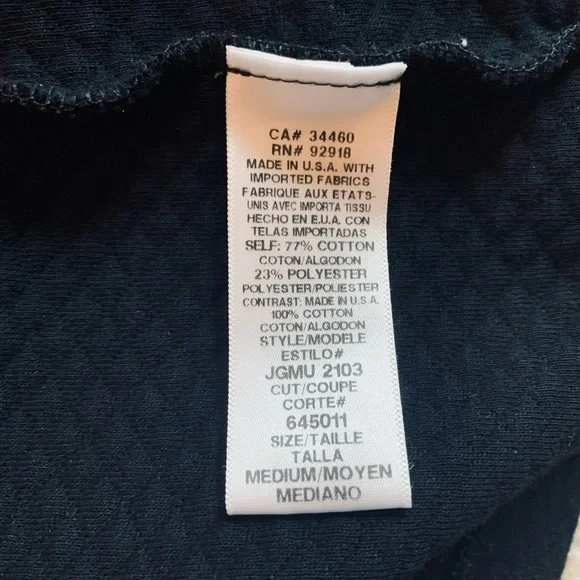 CA# 34460
RN# 92918
MADE IN U.S.A. WITH
IMPORTED FABRICS
FABRIQUE AUX ETATS-
UNIS AVEC IMPORTA TISSU
HECHO EN E.U.A. CON
TELAS IMPORTADAS
SELF: 77% COTTON
COTON/ALGODON
23% POLYESTER
POLYESTER/POLIESTER
CONTRAST: MADE IN U.S.A.
100% COTTON
COTON/ALGODON
STYLE/MODELE
ESTILO#
JGMU 2103
CUT/COUPE
CORTE#
645011
SIZE/TAILLE
TALLA
MEDIUM/MOYEN
MEDIANO